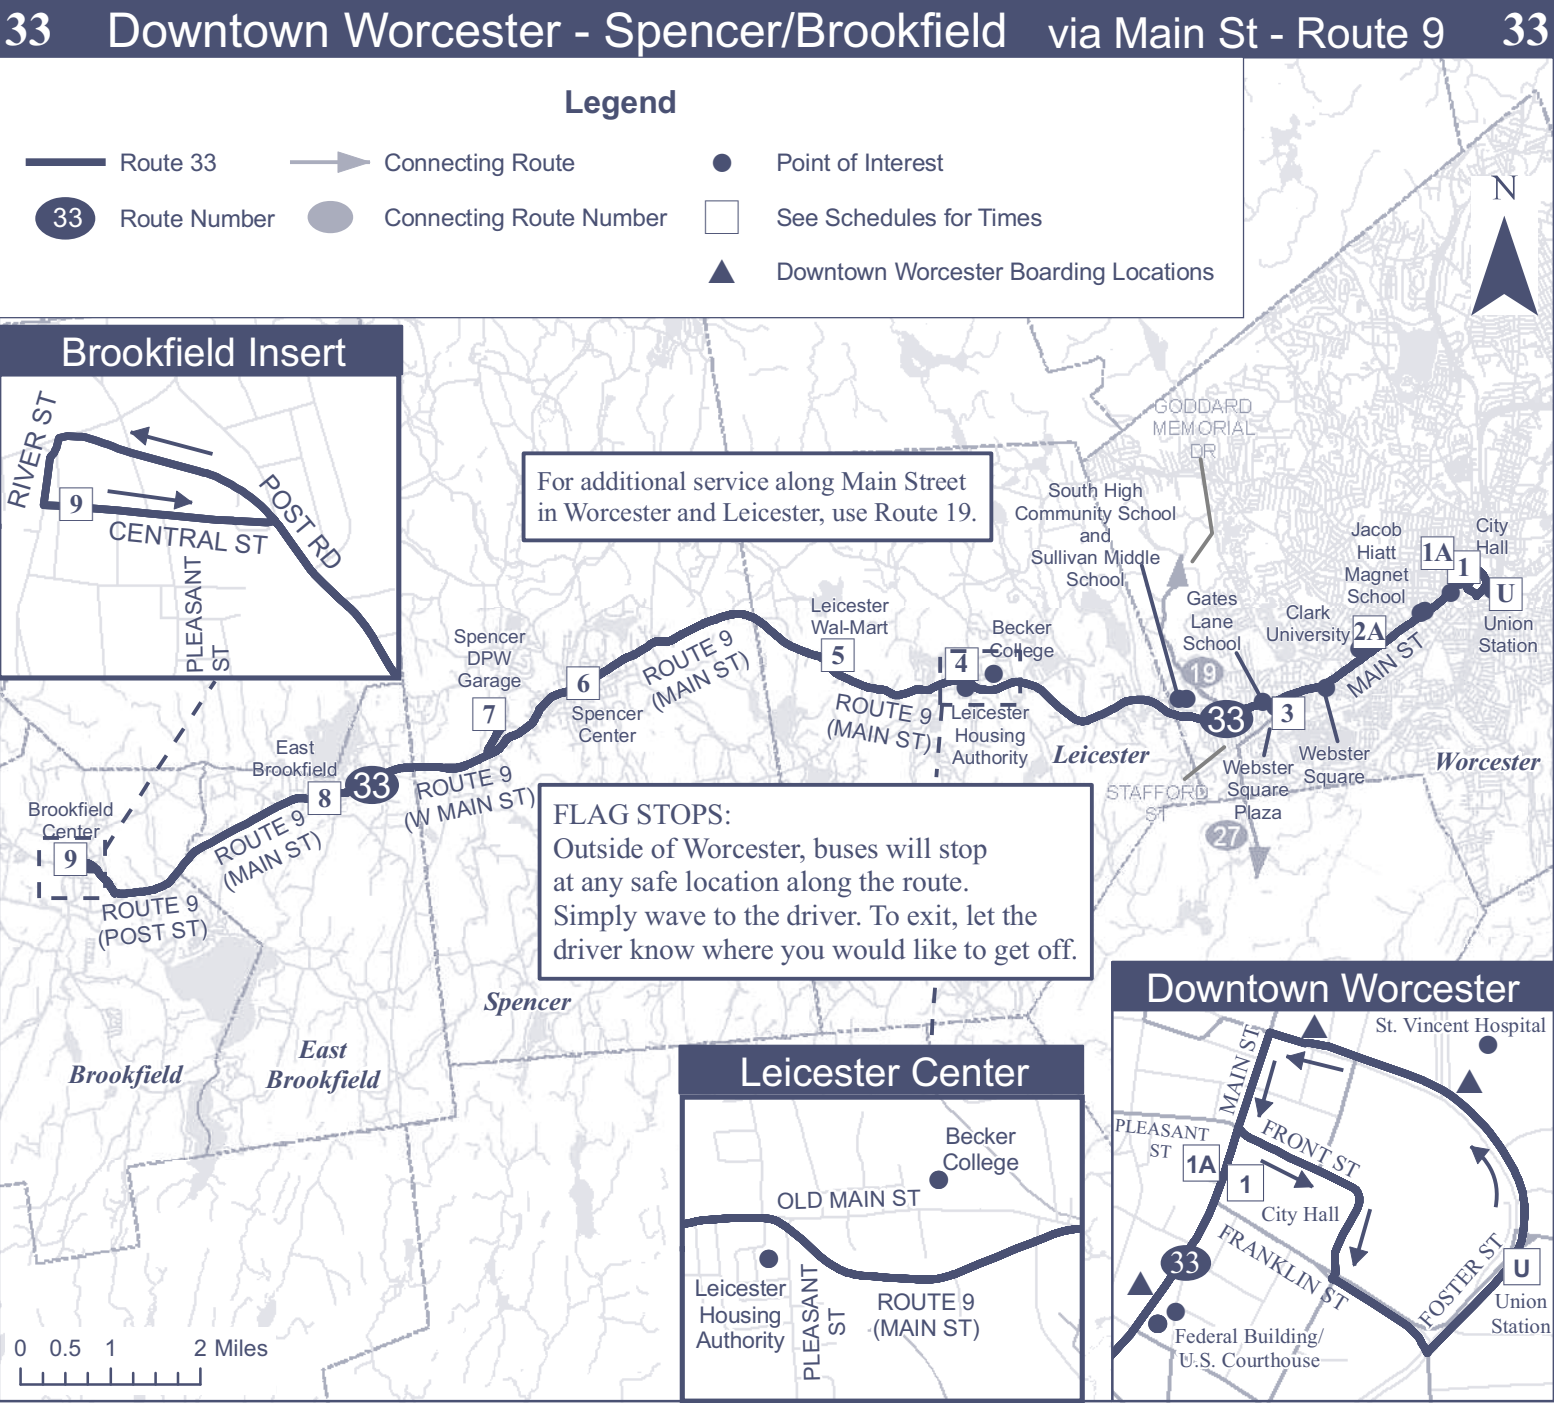 33 Downtown Worcester - Spencer/Brookfield via Main St - Route 9 33
Legend
Route 33
Connecting Route
Point of Interest
33
Route Number
Connecting Route Number
See Schedules for Times
Downtown Worcester Boarding Locations
N
Brookfield Insert
RIVER ST
9
CENTRAL ST
POST RD
PLEASANT
ST
For additional service along Main Street
in Worcester and Leicester, use Route 19.
GODDARD
MEMORIAL
DR
South High
Community School
and
Sullivan Middle
School
Gates
Lane
School
19
Clark
University
2A
Jacob
Hiatt
Magnet
School
1A
City
Hall
1
U
Union
Station
MAIN ST
Leicester
Wal-Mart
5
Becker
College
4
Leicester
Housing
Authority
ROUTE 9
(MAIN ST)
ROUTE 9
(MAIN ST)
Spencer
DPW
Garage
7
6
Spencer
Center
33
3
Webster
Square
Plaza
Webster
Square
Leicester
Worcester
STAFFORD
ST
27
East
Brookfield
8
33
ROUTE 9
(W MAIN ST)
Brookfield
Center
9
ROUTE 9
(MAIN ST)
ROUTE 9
(POST ST)
FLAG STOPS:
Outside of Worcester, buses will stop
at any safe location along the route.
Simply wave to the driver. To exit, let the
driver know where you would like to get off.
Spencer
East
Brookfield
Brookfield
Leicester Center
Becker
College
OLD MAIN ST
Leicester
Housing
Authority
PLEASANT
ST
ROUTE 9
(MAIN ST)
Downtown Worcester
St. Vincent Hospital
MAIN ST
PLEASANT
ST
1A
1
FRONT ST
City Hall
FRANKLIN ST
33
FOSTER ST
U
Union
Station
Federal Building/
U.S. Courthouse
0 0.5 1 2 Miles